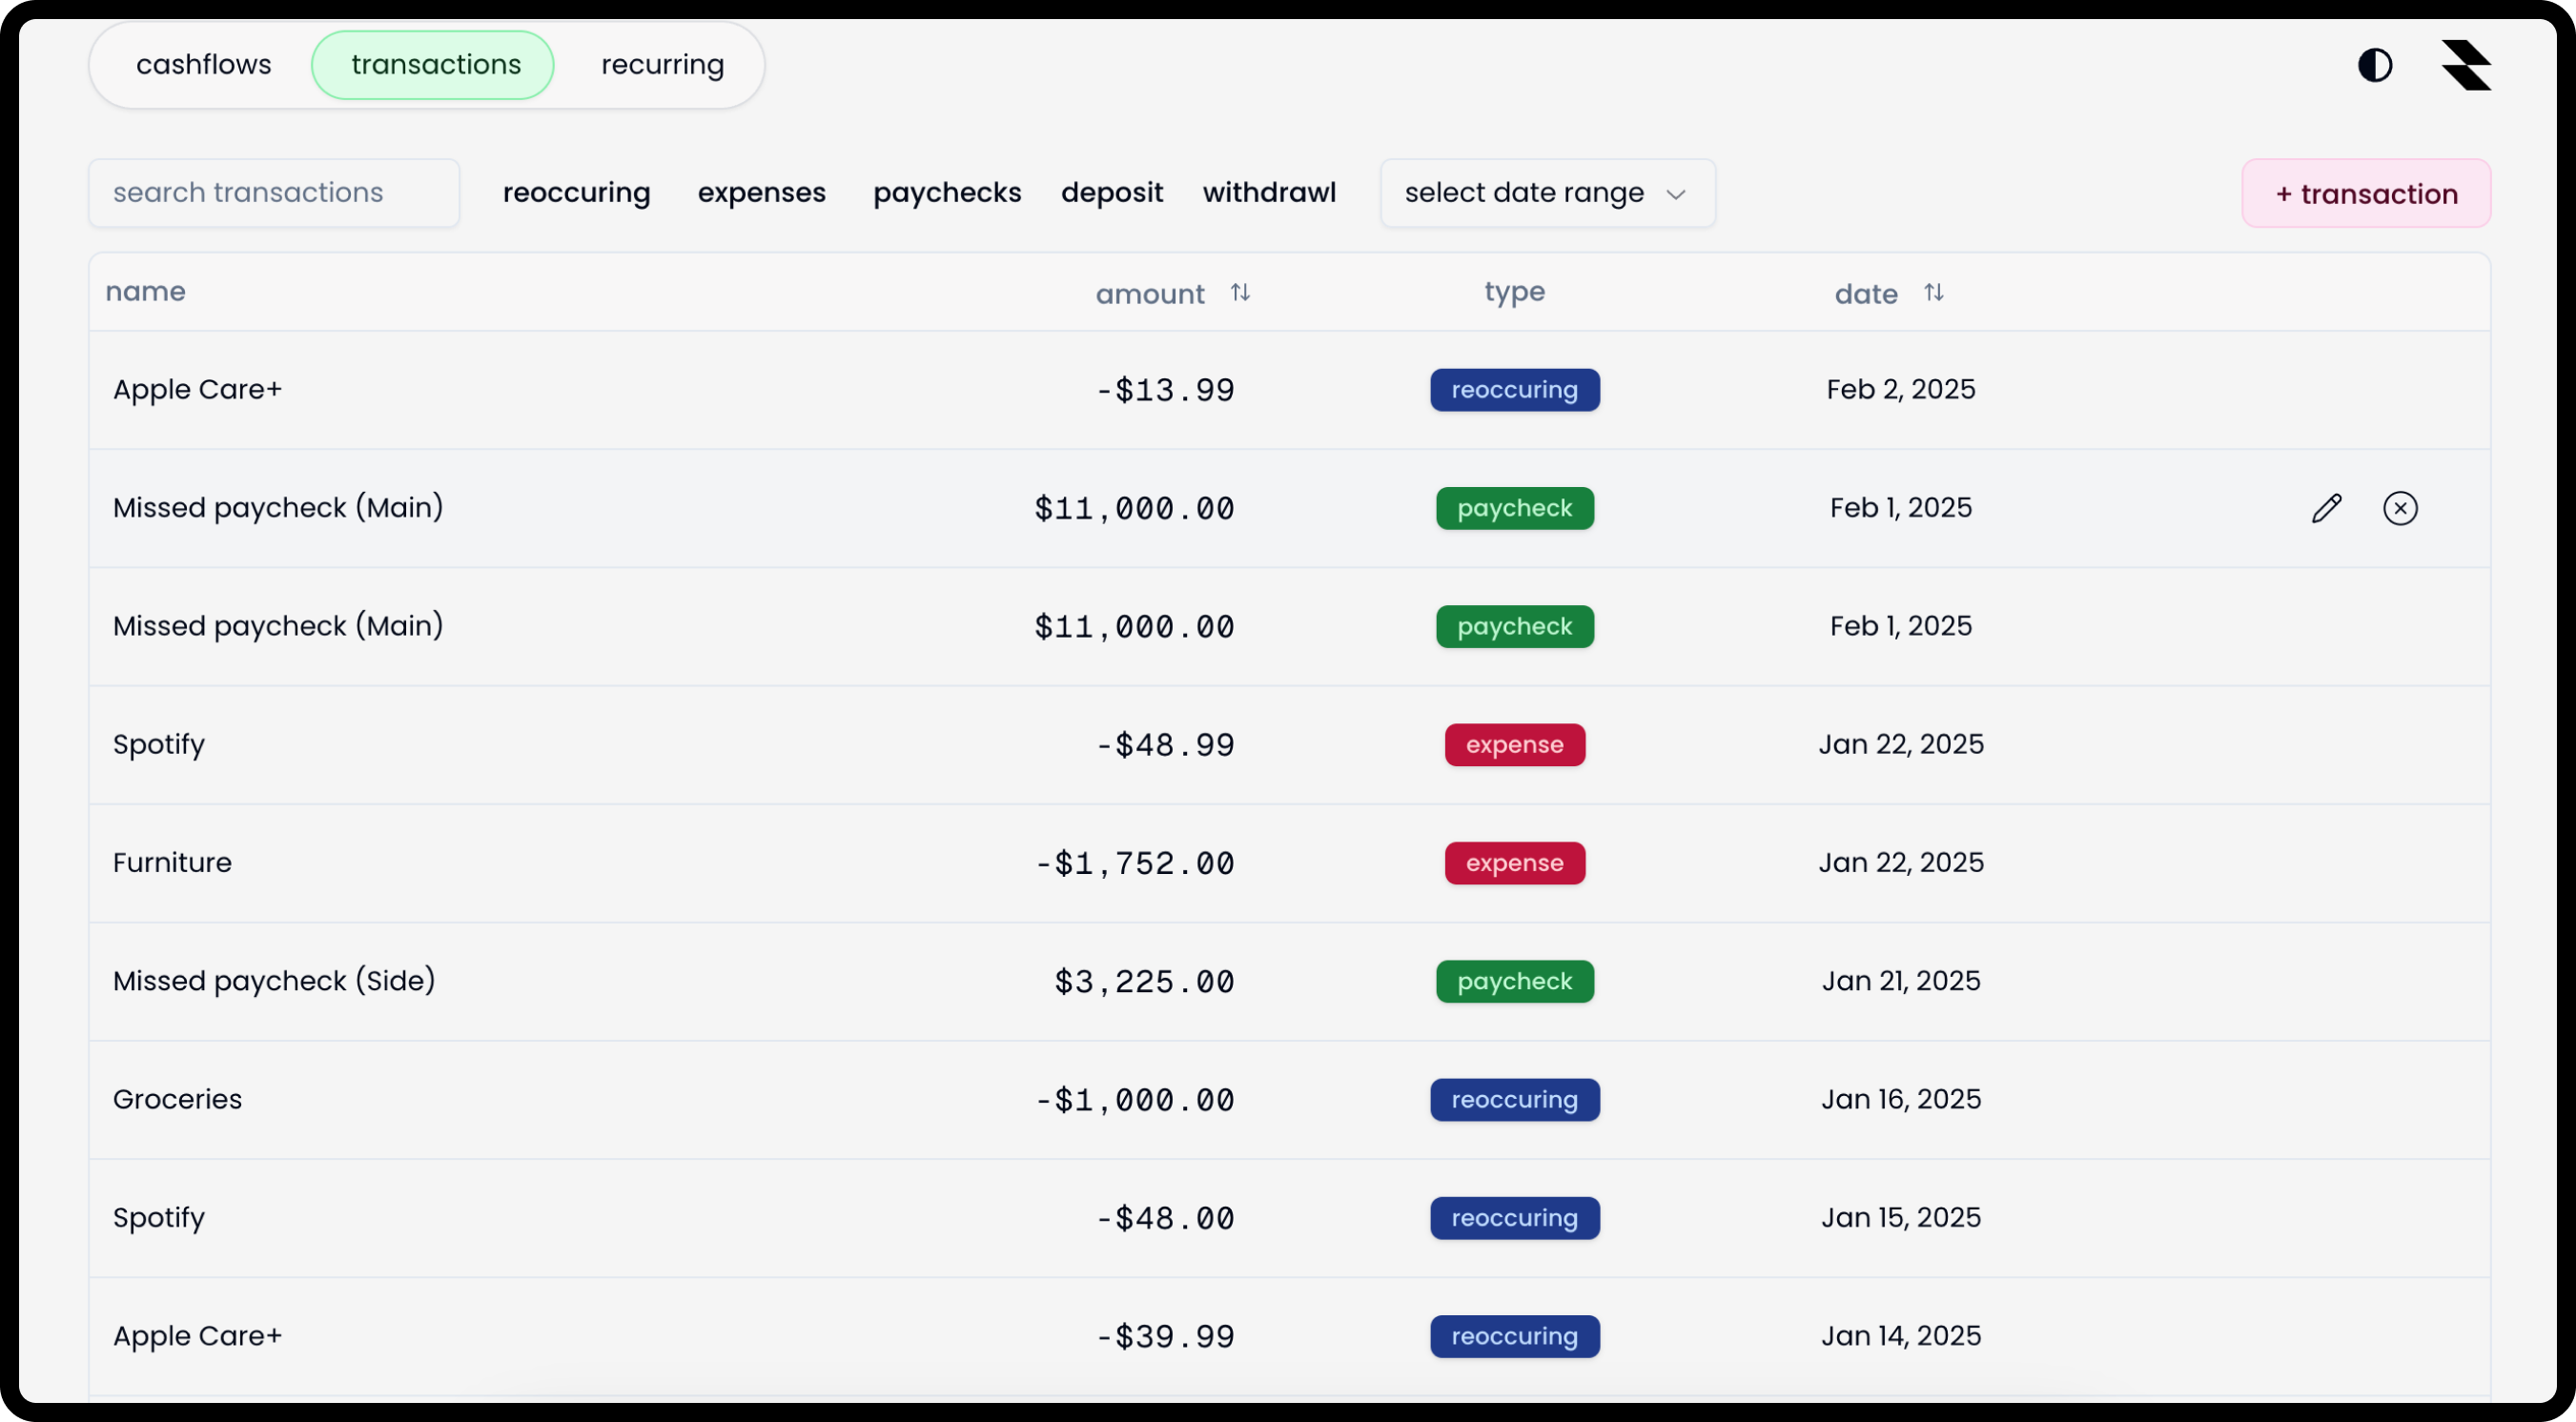 cashflows transactions recurring
search transactions reoccuring expenses paychecks deposit withdrawl select date range + transaction
name amount type date
Apple Care+ -$13.99 reoccuring Feb 2, 2025
Missed paycheck (Main) $11,000.00 paycheck Feb 1, 2025
Missed paycheck (Main) $11,000.00 paycheck Feb 1, 2025
Spotify -$48.99 expense Jan 22, 2025
Furniture -$1,752.00 expense Jan 22, 2025
Missed paycheck (Side) $3,225.00 paycheck Jan 21, 2025
Groceries -$1,000.00 reoccuring Jan 16, 2025
Spotify -$48.00 reoccuring Jan 15, 2025
Apple Care+ -$39.99 reoccuring Jan 14, 2025